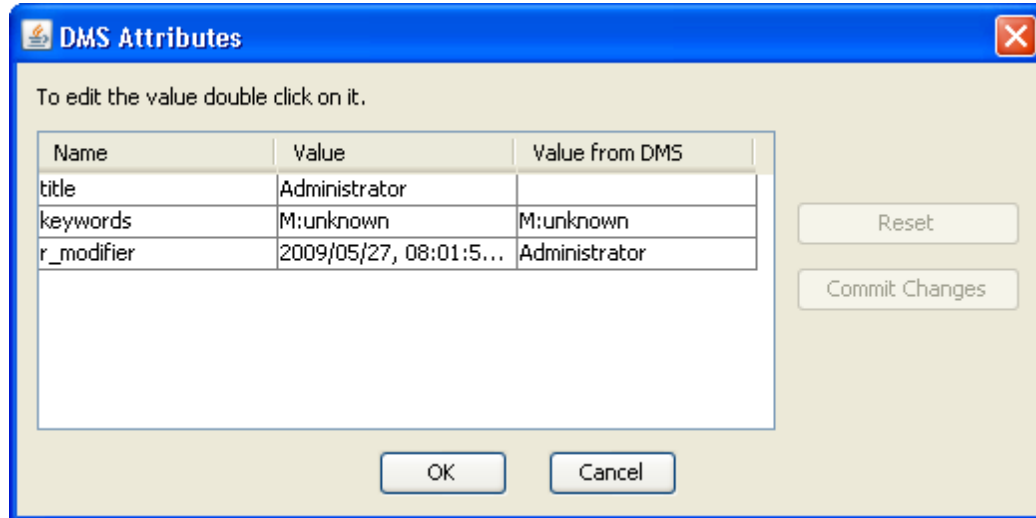 DMS Attributes
To edit the value double click on it.
Name Value Value from DMS
title Administrator
keywords M:unknown M:unknown
r_modifier 2009/05/27, 08:01:5... Administrator
Reset
Commit Changes
OK Cancel